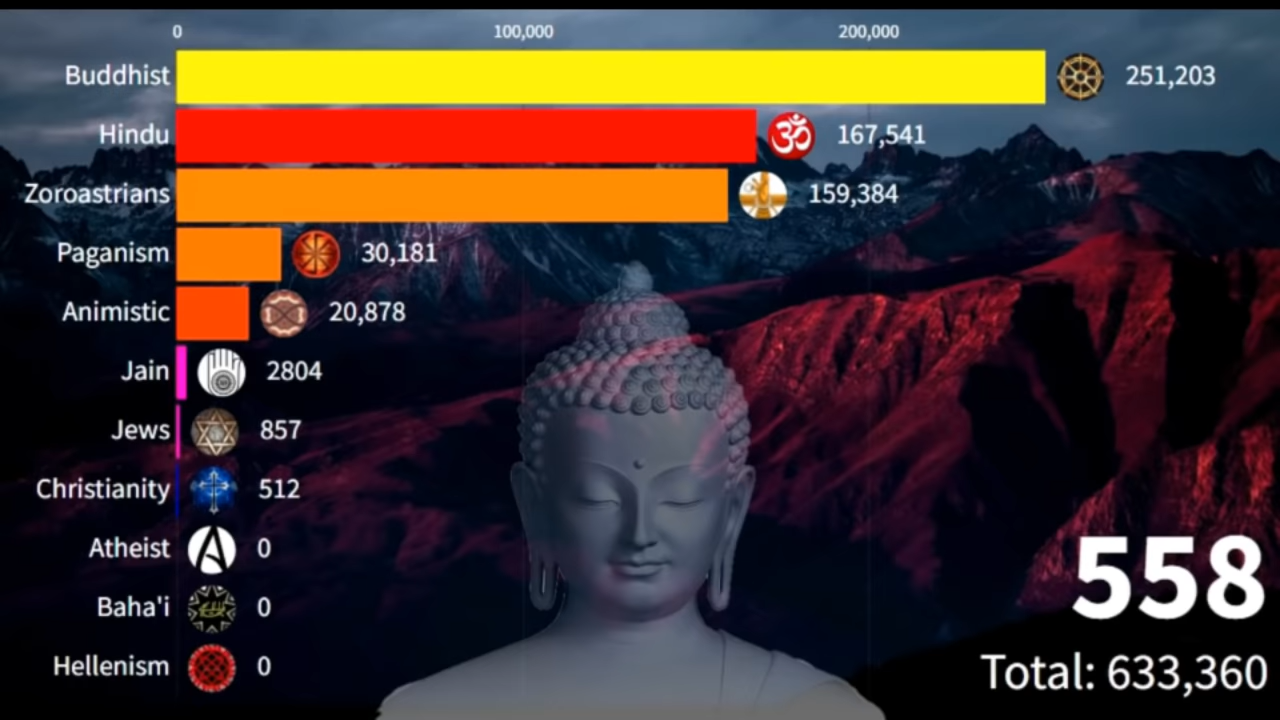 0 100,000 200,000
Buddhist 251,203
Hindu ॐ 167,541
Zoroastrians 159,384
Paganism 30,181
Animistic 20,878
Jain 2804
Jews 857
Christianity 512
Atheist A 0
Baha'i 0
Hellenism 0
558
Total: 633,360